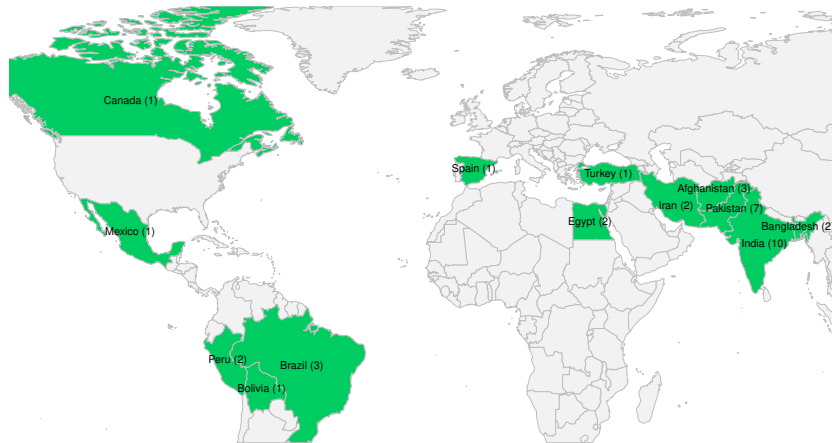 Canada (1)
Spain (1)
Turkey (1)
Afghanistan (3)
Iran (2)
Pakistan (7)
Egypt (2)
Bangladesh (2)
Mexico (1)
India (10)
Peru (2)
Brazil (3)
Bolivia (1)